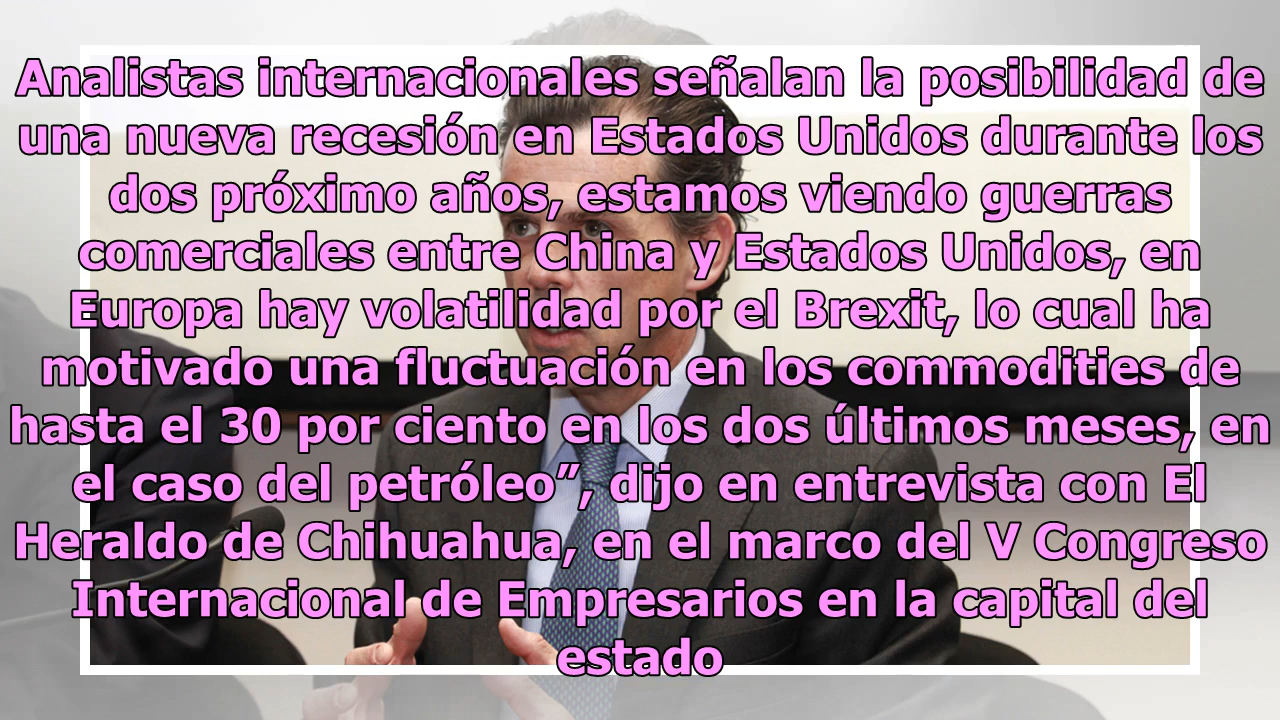 Analistas internacionales señalan la posibilidad de
una nueva recesión en Estados Unidos durante los
dos próximo años, estamos viendo guerras
comerciales entre China y Estados Unidos, en
Europa hay volatilidad por el Brexit, lo cual ha
motivado una fluctuación en los commodities de
hasta el 30 por ciento en los dos últimos meses, en
el caso del petróleo”, dijo en entrevista con El
Heraldo de Chihuahua, en el marco del V Congreso
Internacional de Empresarios en la capital del
estado